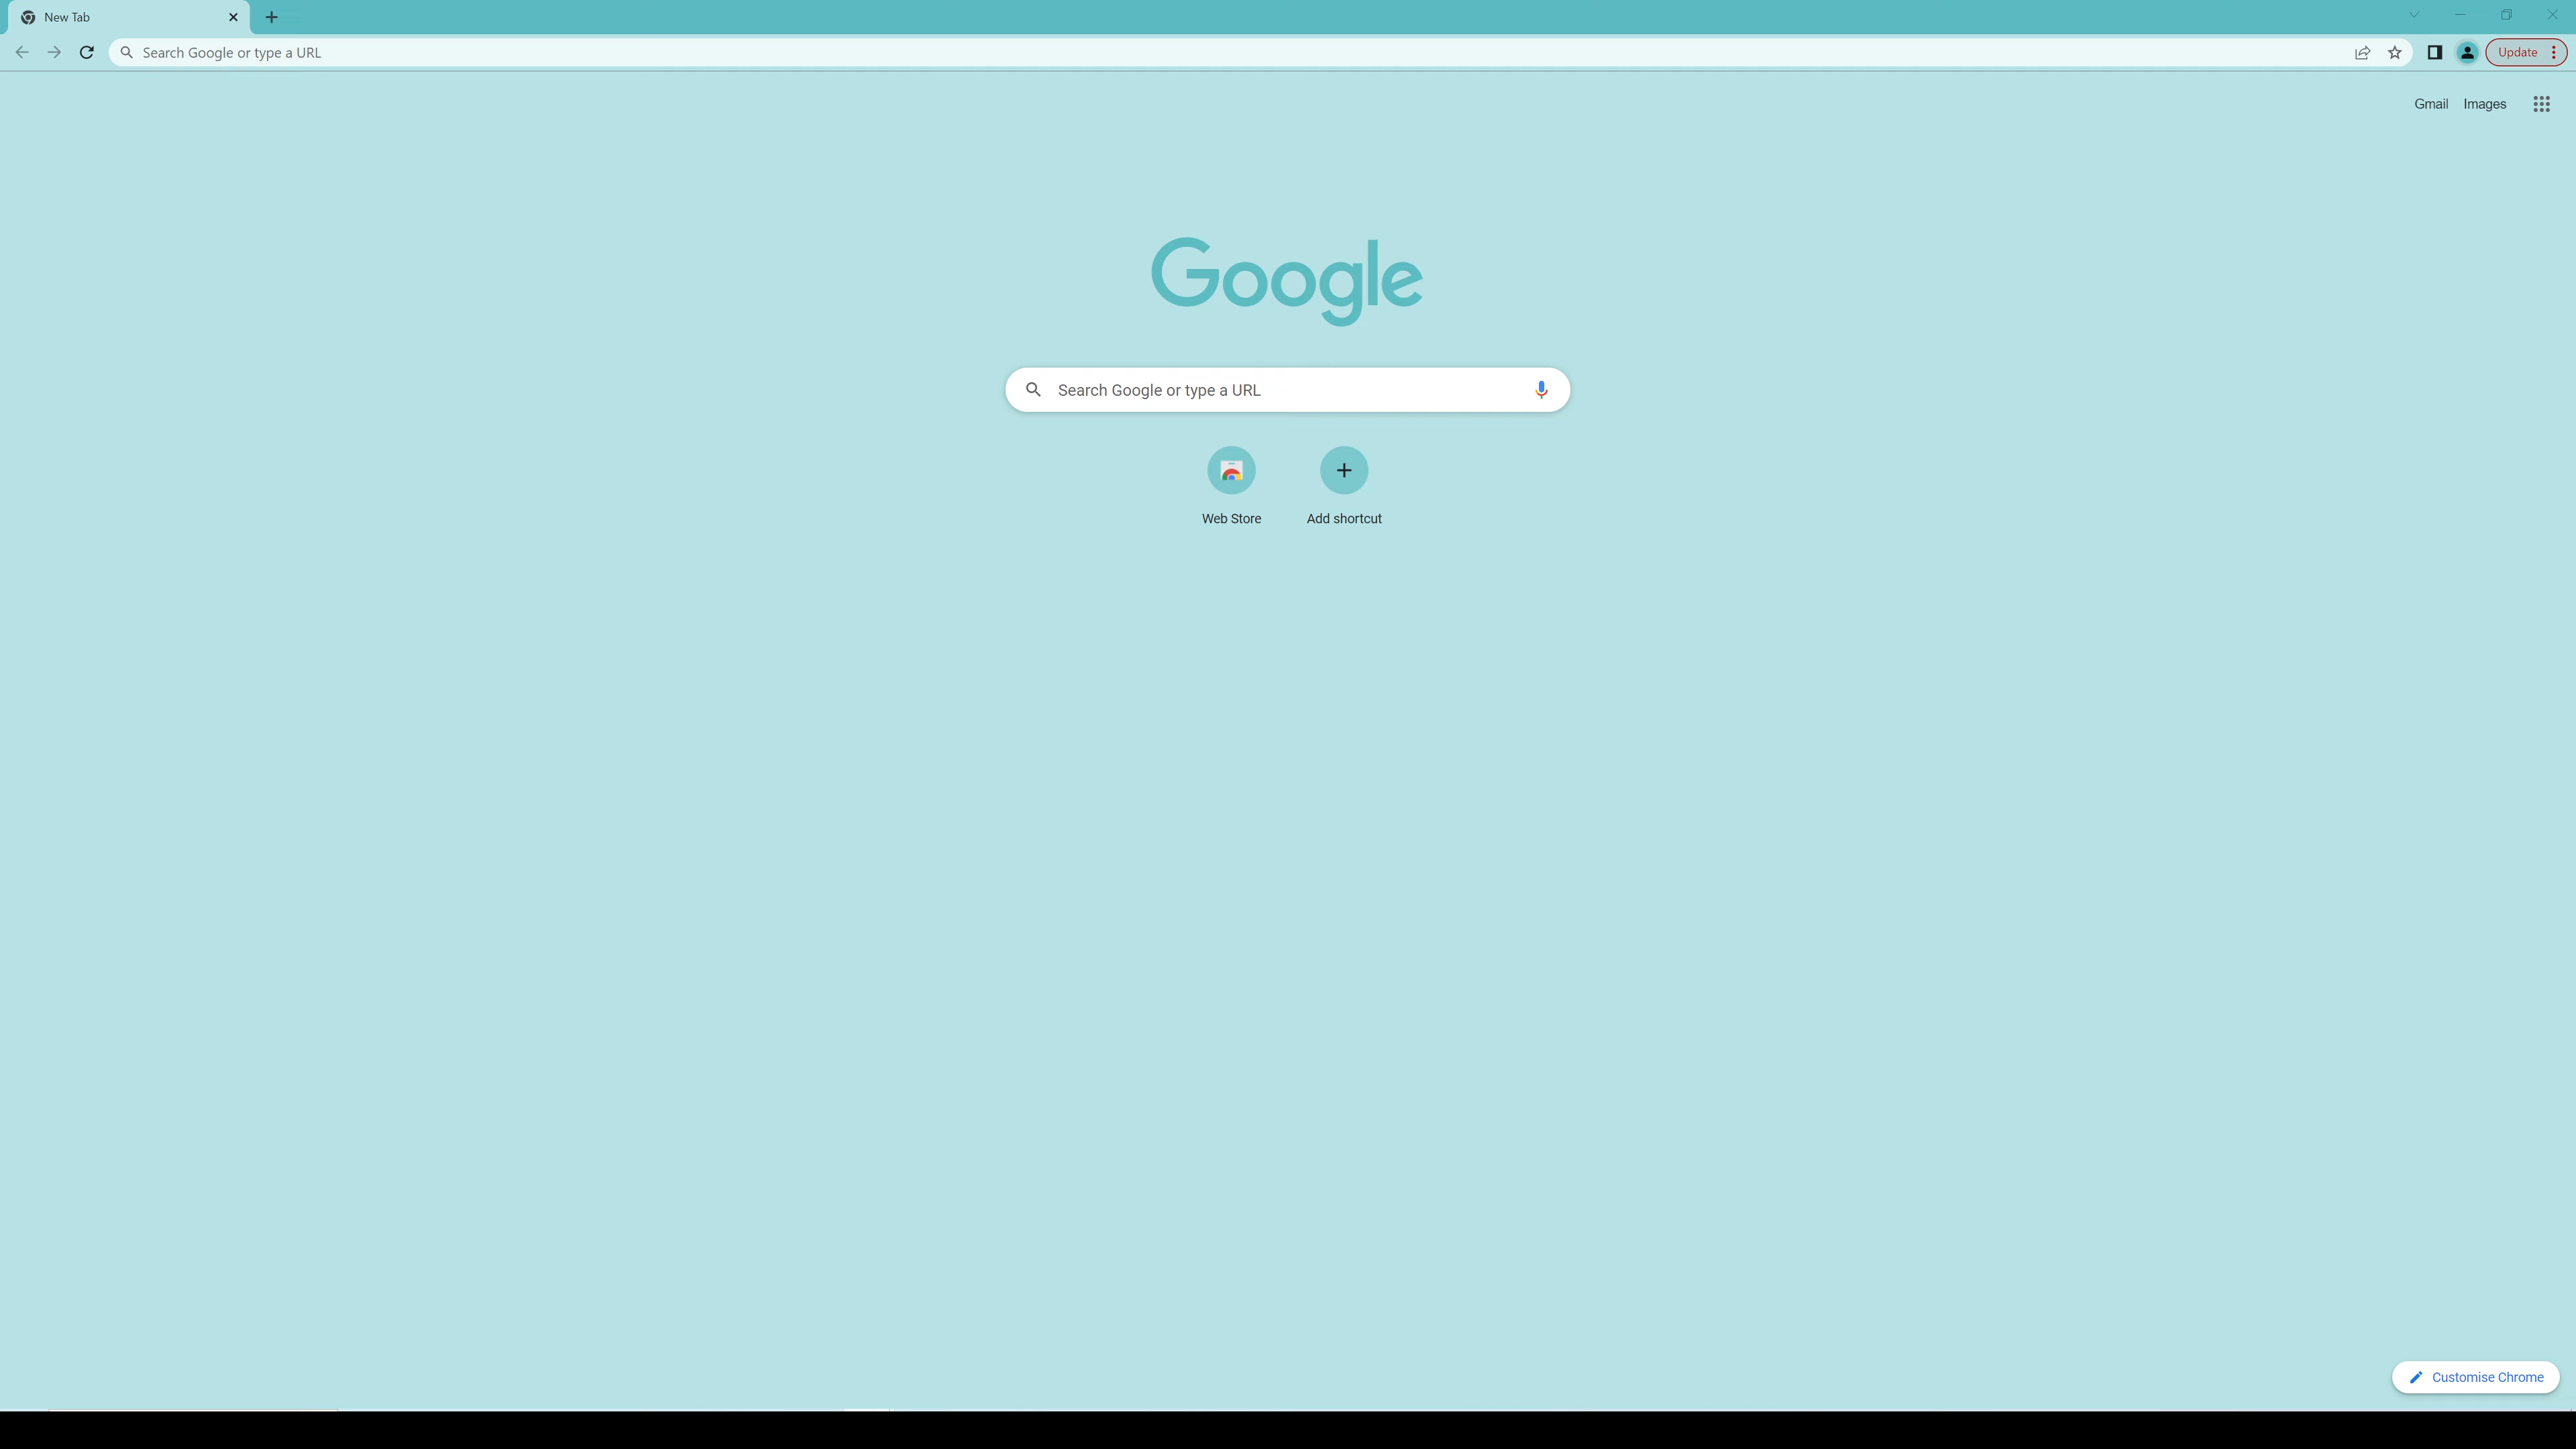 New Tab
Search Google or type a URL
Update
Gmail Images
Google
Search Google or type a URL
Web Store Add shortcut
Customise Chrome